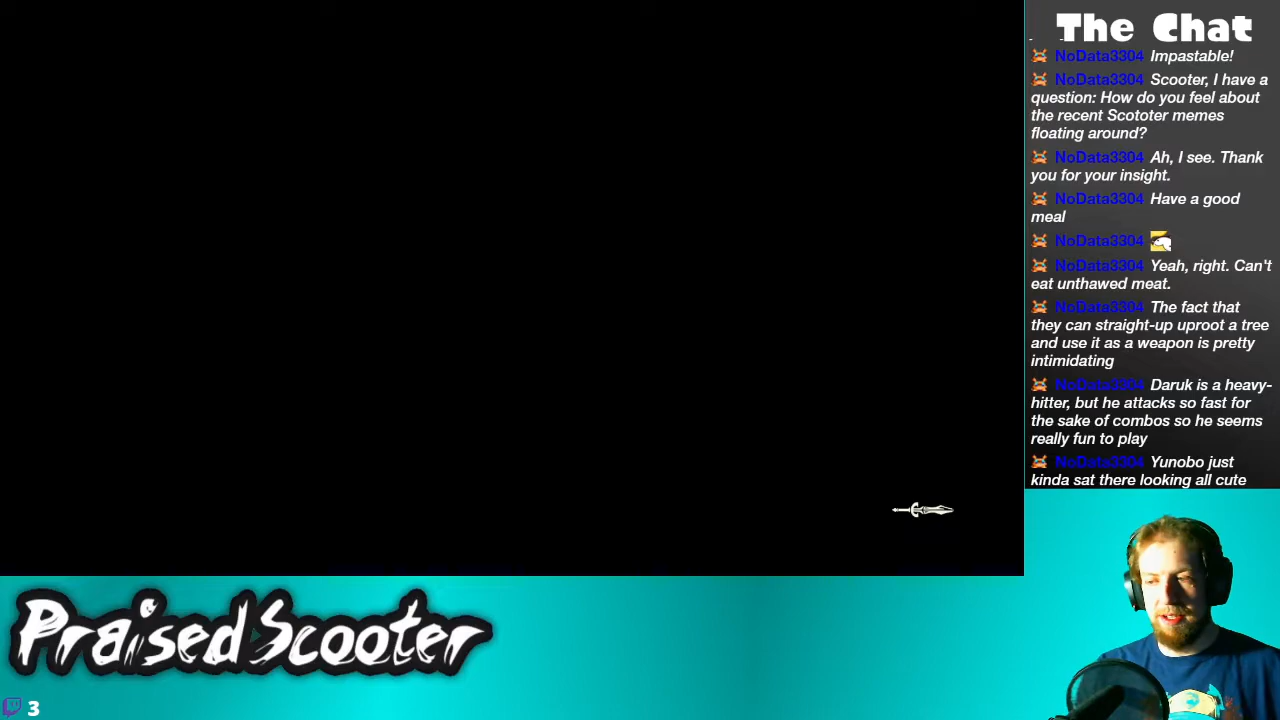 The Chat
NoData3304 Impastable!
NoData3304 Scooter, I have a
question: How do you feel about
the recent Scototer memes
floating around?
NoData3304 Ah, I see. Thank
you for your insight.
NoData3304 Have a good
meal
NoData3304
NoData3304 Yeah, right. Can't
eat unthawed meat.
NoData3304 The fact that
they can straight-up uproot a tree
and use it as a weapon is pretty
intimidating
NoData3304 Daruk is a heavy-
hitter, but he attacks so fast for
the sake of combos so he seems
really fun to play
NoData3304 Yunobo just
kinda sat there looking all cute
PraisedScooter
3